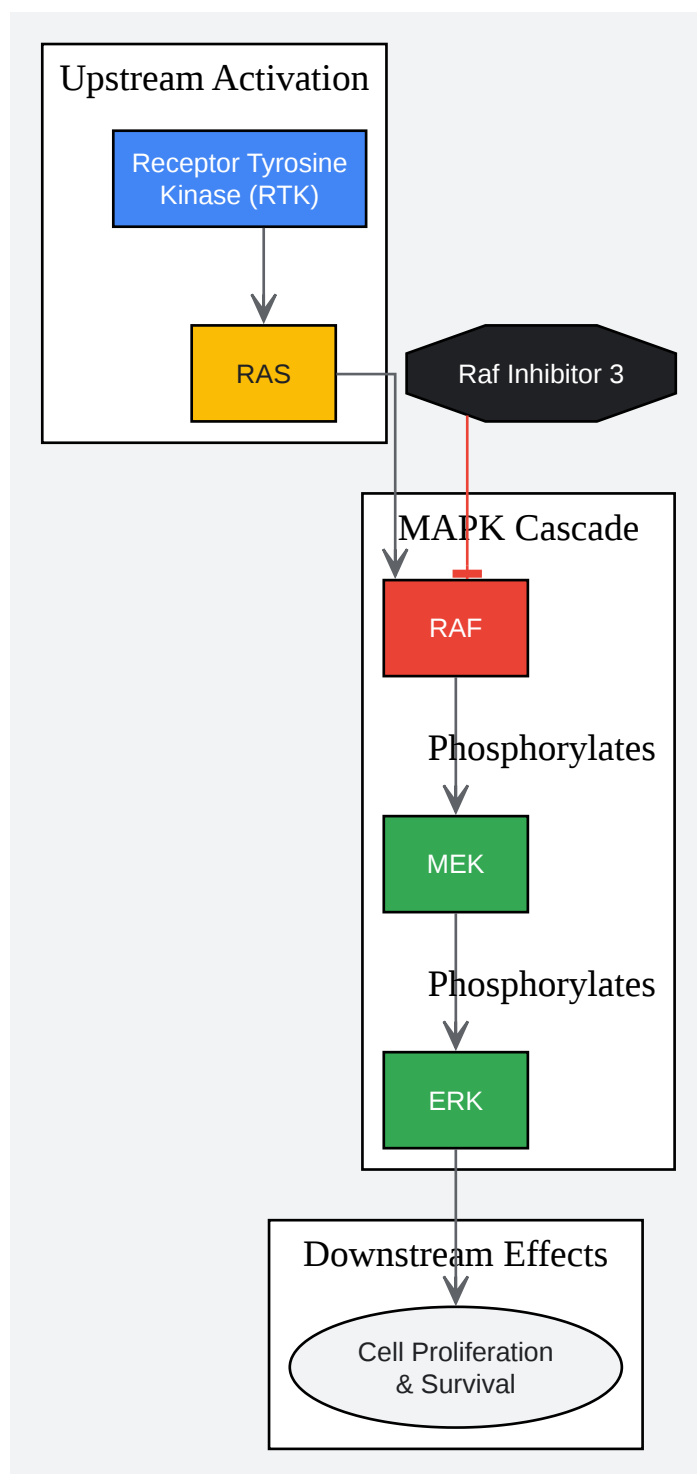 Upstream Activation
Receptor Tyrosine
Kinase (RTK)
RAS
Raf Inhibitor 3
MAPK Cascade
RAF
Phosphorylates
MEK
Phosphorylates
ERK
Downstream Effects
Cell Proliferation
& Survival